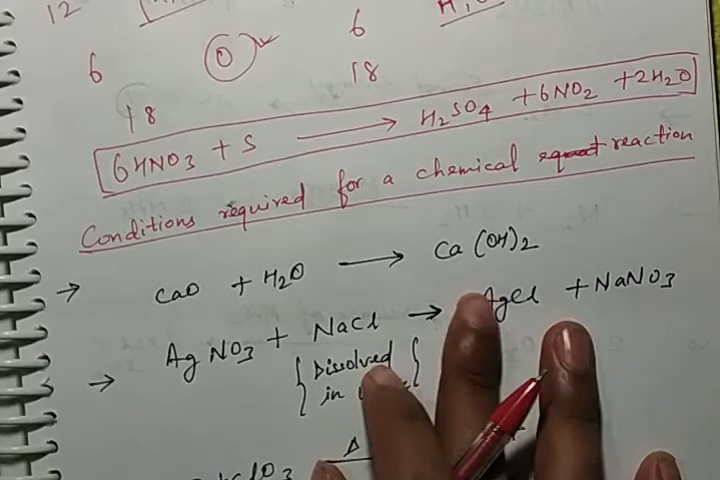 12
6 O 6
18 18
6HNO3 + S ⟶ H2SO4 + 6NO2 + 2H2O
Conditions required for a chemical reaction
→ CaO + H2O ⟶ Ca(OH)2
→ AgNO3 + NaCl → AgCl + NaNO3
{ Dissolved }
in
Δ